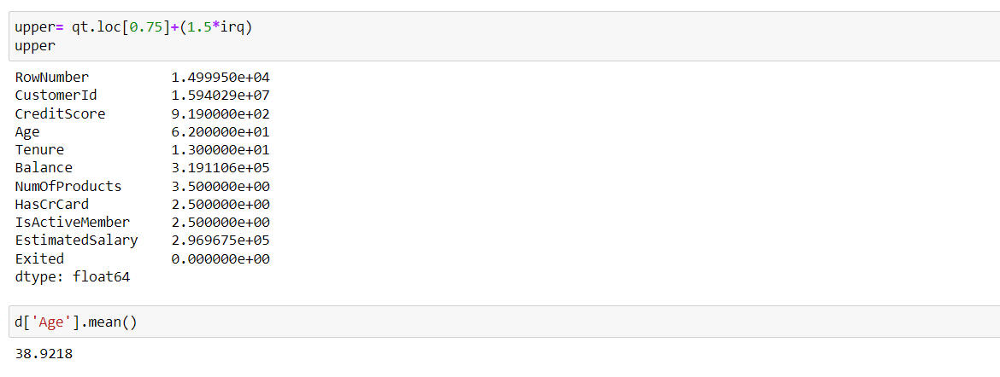 upper= qt.loc[0.75]+(1.5*irq)
upper
RowNumber 1.499950e+04
CustomerId 1.594029e+07
CreditScore 9.190000e+02
Age 6.200000e+01
Tenure 1.300000e+01
Balance 3.191106e+05
NumOfProducts 3.500000e+00
HasCrCard 2.500000e+00
IsActiveMember 2.500000e+00
EstimatedSalary 2.969675e+05
Exited 0.000000e+00
dtype: float64
d['Age'].mean()
38.9218